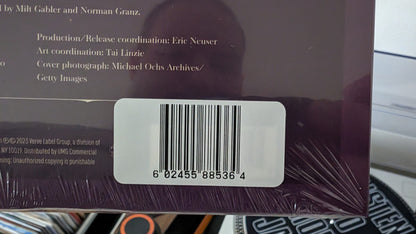 d by Milt Gabler and Norman Granz.
Production/Release coordination: Eric Neuser
Art coordination: Tai Linzie
Cover photograph: Michael Ochs Archives/
Getty Images
℗© 2023 Verve Label Group, a division of
NY 10019. Distributed by UMG Commercial
Unauthorized copying is punishable
6 02455 88536 4